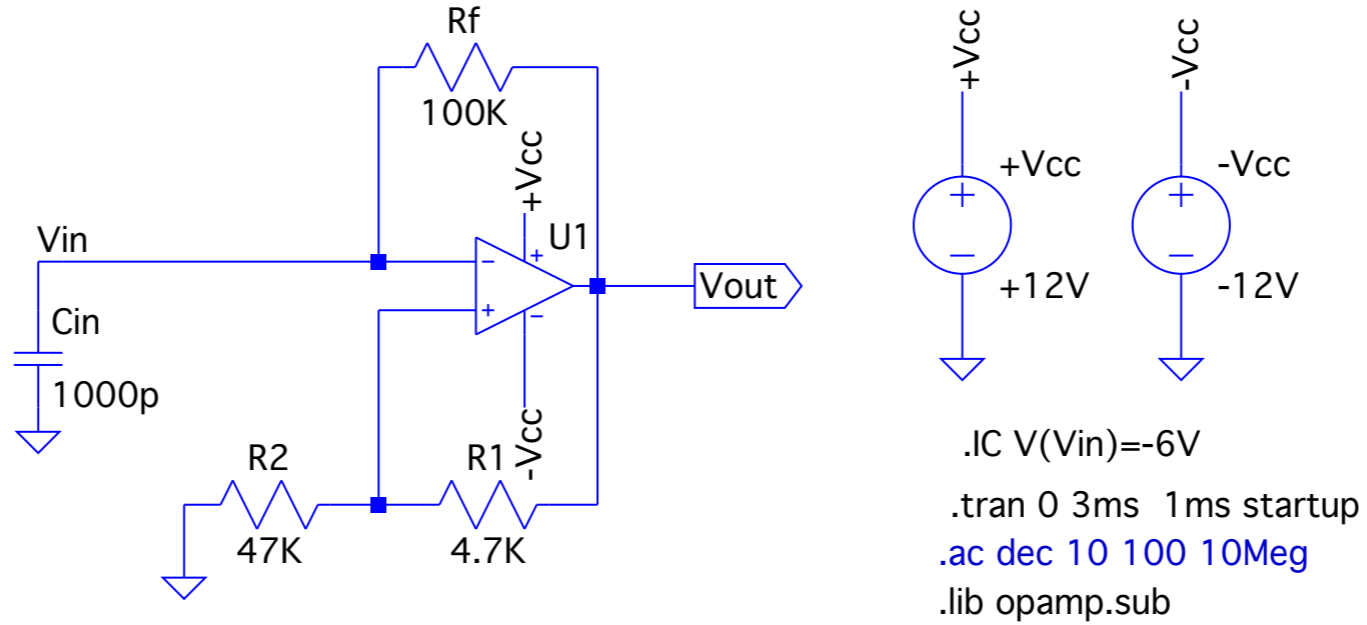 Rf
100K
+Vcc
U1
Vin
−
+
+
−
Vout
Cin
1000p
-Vcc
R2
47K
R1
4.7K
+Vcc
+Vcc
+
−
+12V
-Vcc
-Vcc
+
−
-12V
.IC V(Vin)=-6V
.tran 0 3ms 1ms startup
.ac dec 10 100 10Meg
.lib opamp.sub